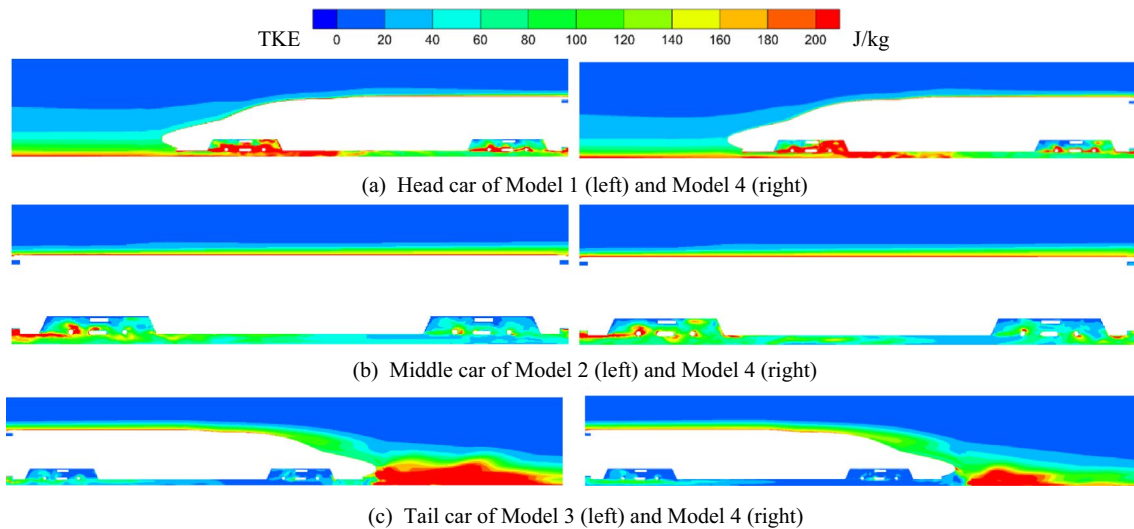 TKE 0 20 40 60 80 100 120 140 160 180 200 J/kg
(a) Head car of Model 1 (left) and Model 4 (right)
(b) Middle car of Model 2 (left) and Model 4 (right)
(c) Tail car of Model 3 (left) and Model 4 (right)